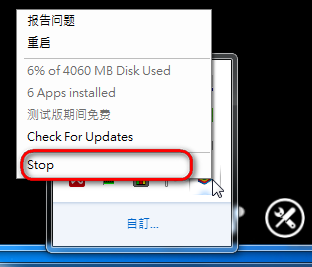 报告问题
重启
6% of 4060 MB Disk Used
6 Apps installed
测试版期间免费
Check For Updates
Stop
自訂...